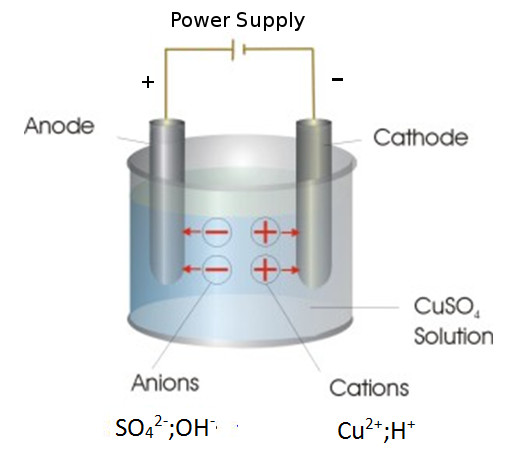 Power Supply
+ −
Anode
Cathode
− +
− +
CuSO₄
Solution
Anions
Cations
SO₄²⁻;OH⁻
Cu²⁺;H⁺